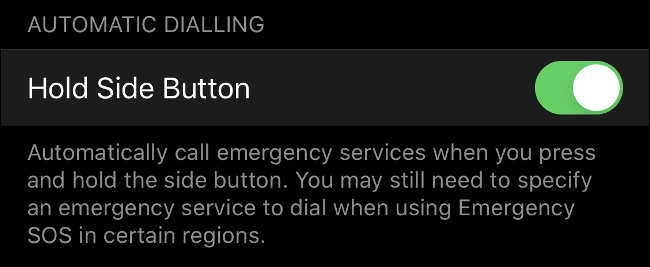 AUTOMATIC DIALLING
Hold Side Button
Automatically call emergency services when you press
and hold the side button. You may still need to specify
an emergency service to dial when using Emergency
SOS in certain regions.